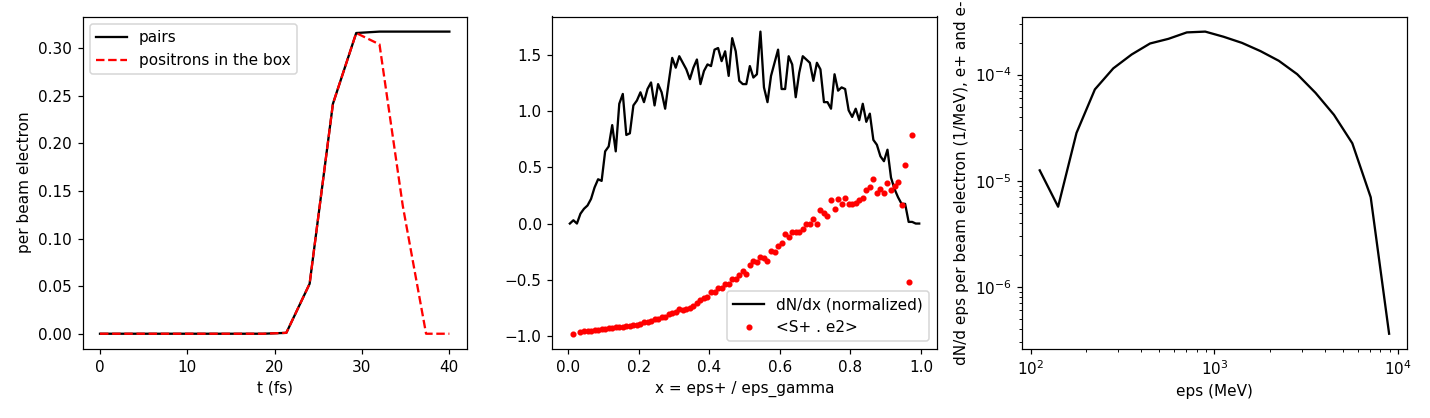 per beam electron
0.30
0.25
0.20
0.15
0.10
0.05
0.00
pairs
positrons in the box
0 10 20 30 40
t (fs)
1.5
1.0
0.5
0.0
−0.5
−1.0
dN/dx (normalized)
<S+ . e2>
0.0 0.2 0.4 0.6 0.8 1.0
x = eps+ / eps_gamma
dN/d eps per beam electron (1/MeV), e+ and e-
10⁻⁴
10⁻⁵
10⁻⁶
10² 10³ 10⁴
eps (MeV)